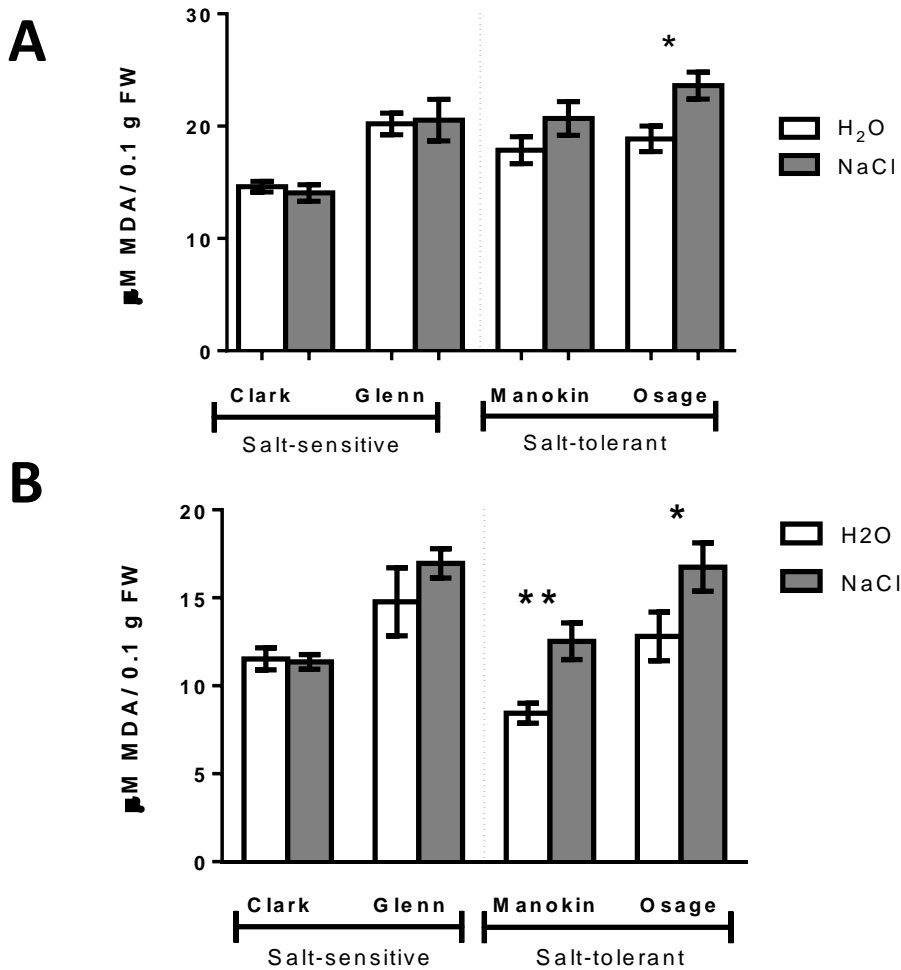 A
μM MDA/ 0.1 g FW
30
20
10
0
*
H₂O
NaCl
Clark Glenn Manokin Osage
Salt-sensitive Salt-tolerant
B
μM MDA/ 0.1 g FW
20
15
10
5
0
**
*
H2O
NaCl
Clark Glenn Manokin Osage
Salt-sensitive Salt-tolerant